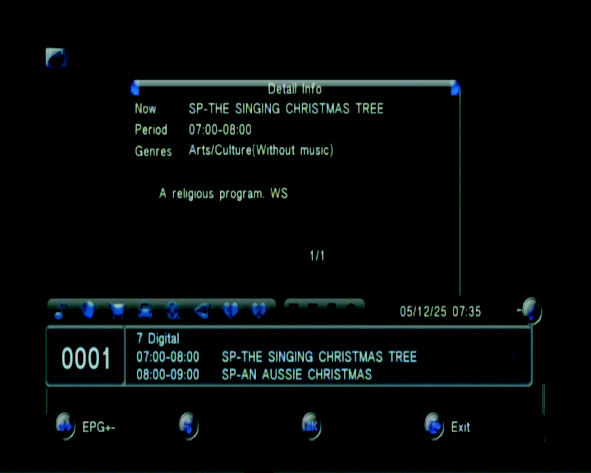 Detail Info
Now SP-THE SINGING CHRISTMAS TREE
Period 07:00-08:00
Genres Arts/Culture(Without music)
A religious program. WS
1/1
05/12/25 07:35
0001
7 Digital
07:00-08:00 SP-THE SINGING CHRISTMAS TREE
08:00-09:00 SP-AN AUSSIE CHRISTMAS
EPG+-
OK
Exit